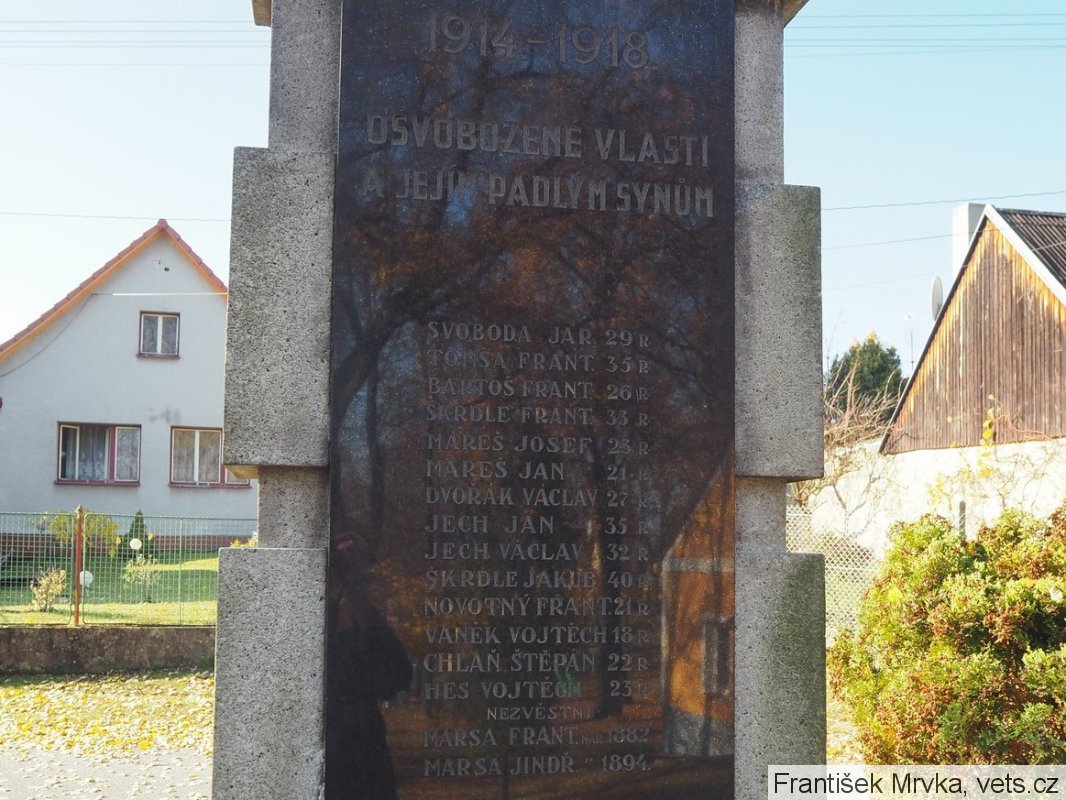 1914-1918
OSVOBOZENÉ VLASTI
A JEJÍM PADLÝM SYNŮM
SVOBODA JAR. 29 R
TOMŠA FRANT. 35 R
BARTOŠ FRANT. 26 R
ŠKRDLE FRANT. 33 R
MAREŠ JOSEF 23 R
MAREŠ JAN 21 R
DVOŘÁK VÁCLAV 27 R
JECH JAN 35 R
JECH VÁCLAV 32 R
ŠKRDLE JAKUB 40 R
NOVOTNÝ FRANT. 21 R
VANĚK VOJTĚCH 18 R
CHLAŇ ŠTĚPÁN 22 R
HES VOJTĚCH 23 R
NEZVĚSTNÍ
MARSA FRANT. NAR. 1882
MARSA JINDŘ. " 1894.
František Mrvka, vets.cz